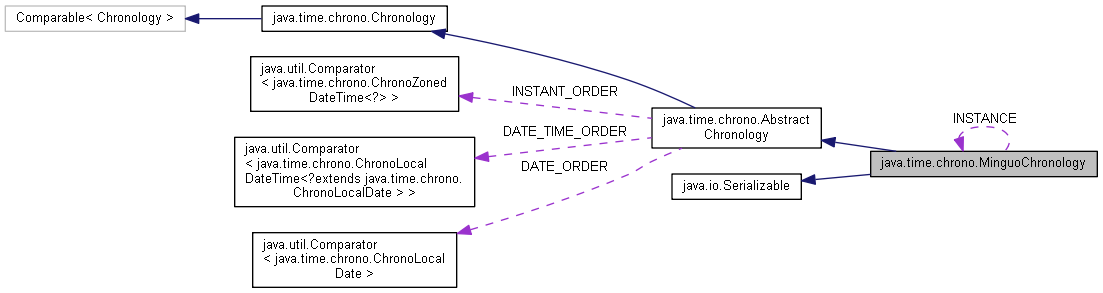 Comparable< Chronology >
java.time.chrono.Chronology
java.util.Comparator
< java.time.chrono.ChronoZoned
DateTime<?> >
INSTANT_ORDER
java.time.chrono.Abstract
Chronology
INSTANCE
DATE_TIME_ORDER
java.util.Comparator
< java.time.chrono.ChronoLocal
DateTime<?extends java.time.chrono.
ChronoLocalDate > >
DATE_ORDER
java.time.chrono.MinguoChronology
java.io.Serializable
java.util.Comparator
< java.time.chrono.ChronoLocal
Date >